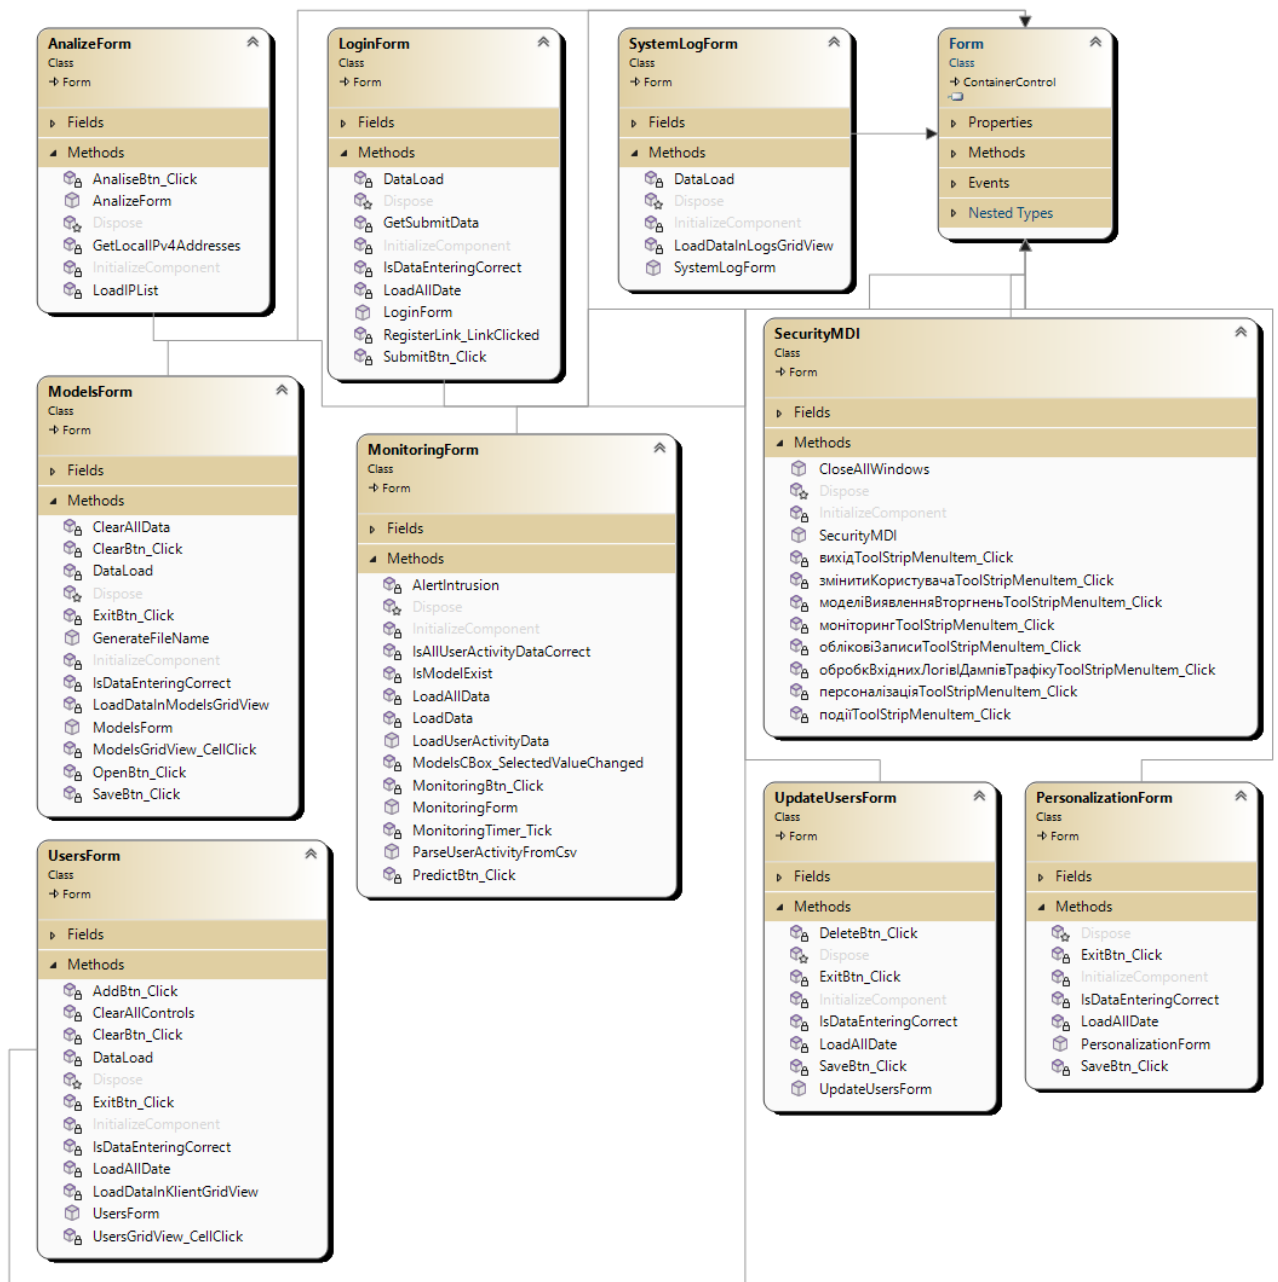 AnalizeForm
Class
Form
Fields
Methods
AnaliseBtn_Click
AnalizeForm
Dispose
GetLocalIPv4Addresses
InitializeComponent
LoadIPList
LoginForm
Class
Form
Fields
Methods
DataLoad
Dispose
GetSubmitData
InitializeComponent
IsDataEnteringCorrect
LoadAllDate
LoginForm
RegisterLink_LinkClicked
SubmitBtn_Click
SystemLogForm
Class
Form
Fields
Methods
DataLoad
Dispose
InitializeComponent
LoadDataInLogsGridView
SystemLogForm
Form
Class
ContainerControl
Properties
Methods
Events
Nested Types
ModelsForm
Class
Form
Fields
Methods
ClearAllData
ClearBtn_Click
DataLoad
Dispose
ExitBtn_Click
GenerateFileName
InitializeComponent
IsDataEnteringCorrect
LoadDataInModelsGridView
ModelsForm
ModelsGridView_CellClick
OpenBtn_Click
SaveBtn_Click
MonitoringForm
Class
Form
Fields
Methods
AlertIntrusion
Dispose
InitializeComponent
IsAllUserActivityDataCorrect
IsModelExist
LoadAllData
LoadData
LoadUserActivityData
ModelsCBox_SelectedValueChanged
MonitoringBtn_Click
MonitoringForm
MonitoringTimer_Tick
ParseUserActivityFromCsv
PredictBtn_Click
SecurityMDI
Class
Form
Fields
Methods
CloseAllWindows
Dispose
InitializeComponent
SecurityMDI
вихідToolStripMenuItem_Click
змінитиКористувачаToolStripMenuItem_Click
моделіВиявленняВторгненьToolStripMenuItem_Click
моніторингToolStripMenuItem_Click
обліковіЗаписиToolStripMenuItem_Click
обробкВхіднихЛогівІДампівТрафікуToolStripMenuItem_Click
персоналізаціяToolStripMenuItem_Click
подіїToolStripMenuItem_Click
UsersForm
Class
Form
Fields
Methods
AddBtn_Click
ClearAllControls
ClearBtn_Click
DataLoad
Dispose
ExitBtn_Click
InitializeComponent
IsDataEnteringCorrect
LoadAllDate
LoadDataInKlientGridView
UsersForm
UsersGridView_CellClick
UpdateUsersForm
Class
Form
Fields
Methods
DeleteBtn_Click
Dispose
ExitBtn_Click
InitializeComponent
IsDataEnteringCorrect
LoadAllDate
SaveBtn_Click
UpdateUsersForm
PersonalizationForm
Class
Form
Fields
Methods
Dispose
ExitBtn_Click
InitializeComponent
IsDataEnteringCorrect
LoadAllDate
PersonalizationForm
SaveBtn_Click